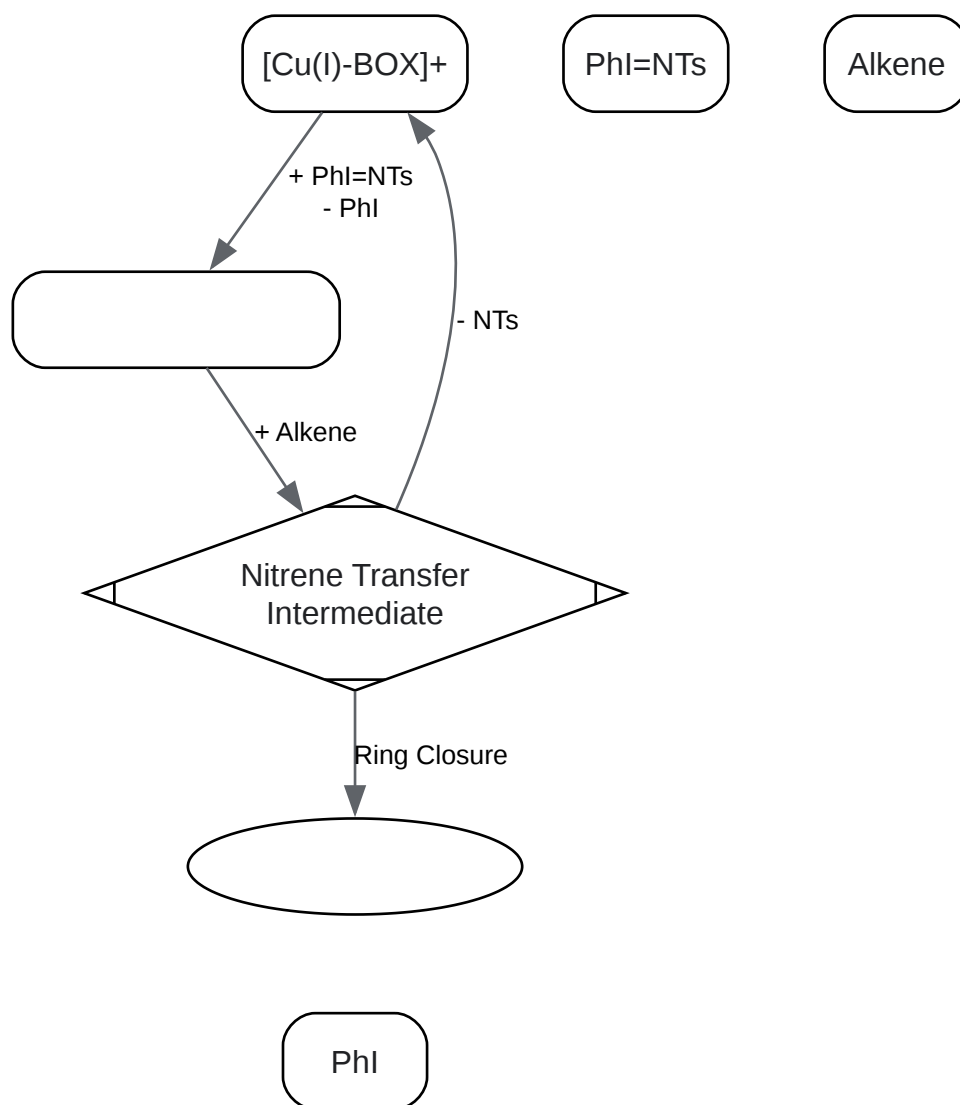 [Cu(I)-BOX]+
PhI=NTs
Alkene
+ PhI=NTs
- PhI
- NTs
+ Alkene
Nitrene Transfer
Intermediate
Ring Closure
PhI